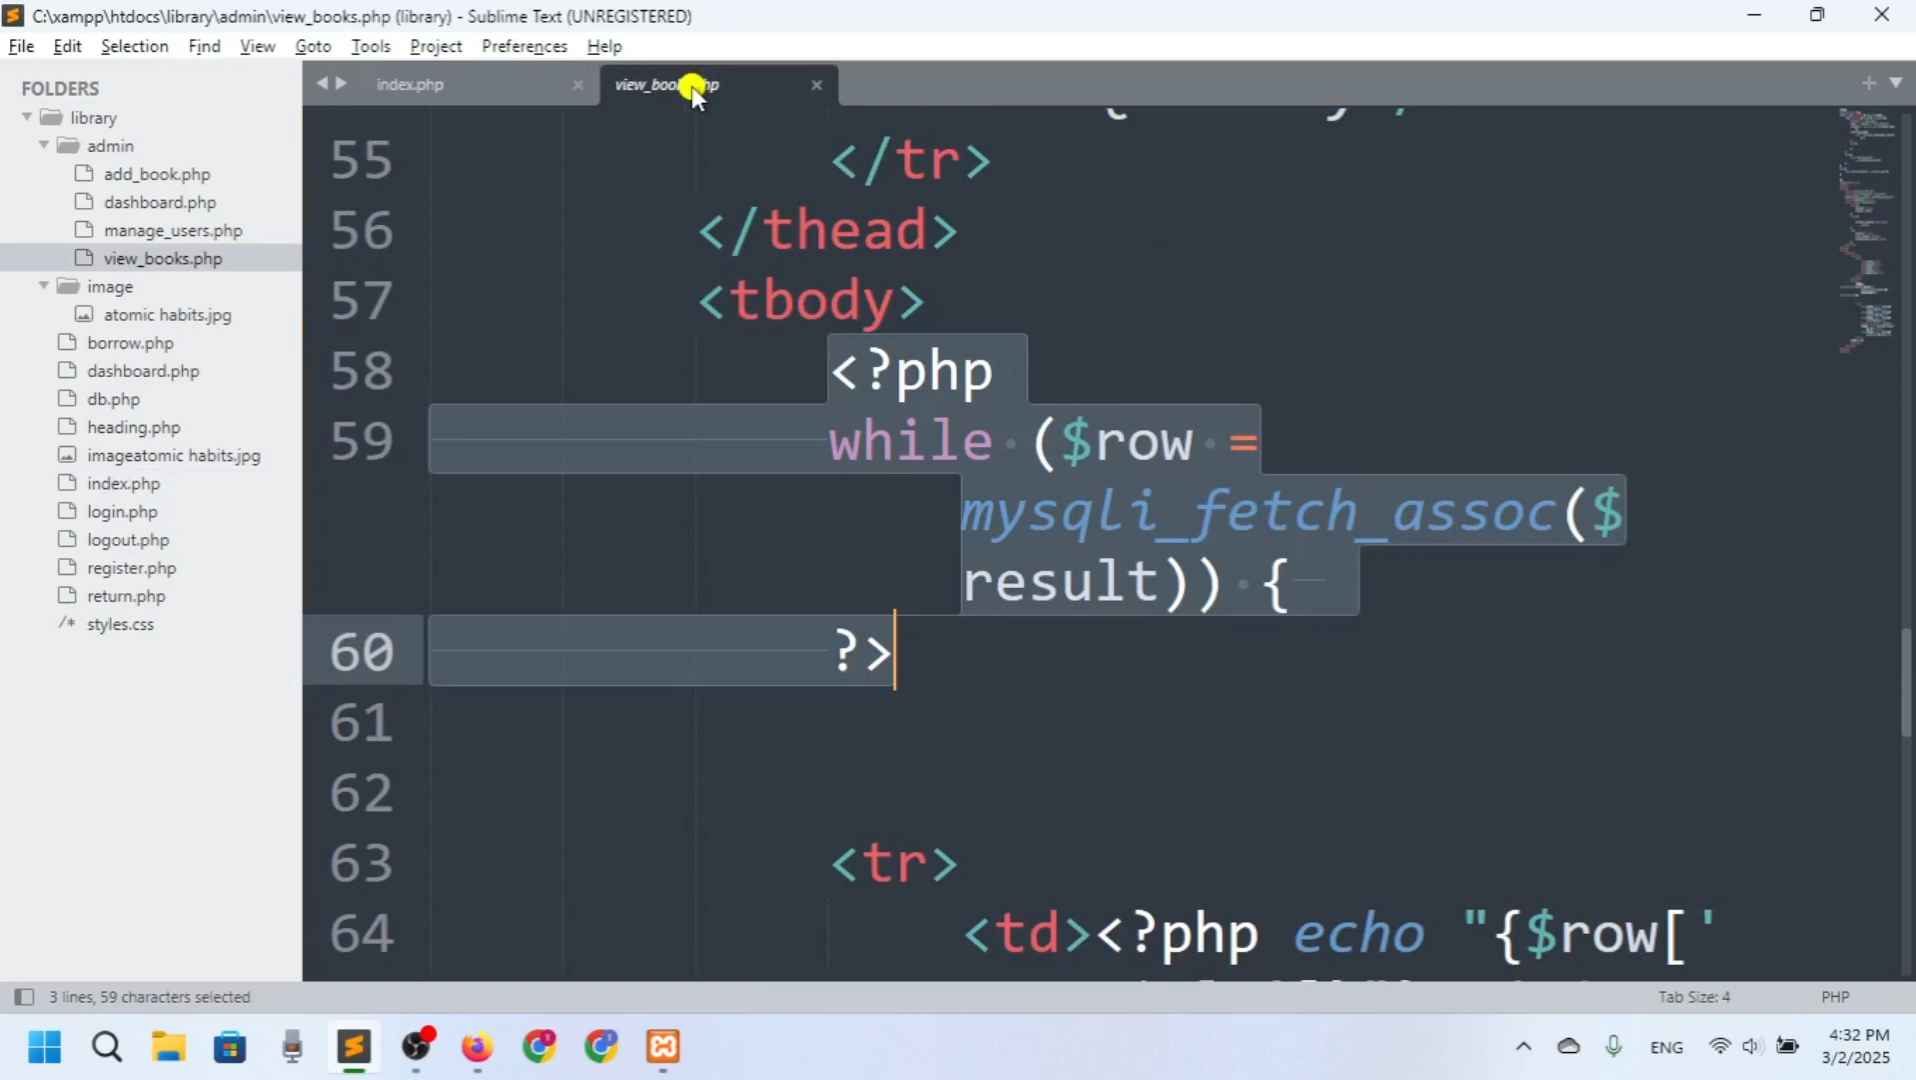 C:\xampp\htdocs\library\admin\view_books.php (library) - Sublime Text (UNREGISTERED)
File Edit Selection Find View Goto Tools Project Preferences Help
FOLDERS
library
admin
add_book.php
dashboard.php
manage_users.php
view_books.php
image
atomic habits.jpg
borrow.php
dashboard.php
db.php
heading.php
imageatomic habits.jpg
index.php
login.php
logout.php
register.php
return.php
/* styles.css
index.php
55 </tr>
56 </thead>
57 <tbody>
58 <?php
59 while ($row =
mysqli_fetch_assoc($
result)) {
60 ?>
61
62
63 <tr>
64 <td><?php echo "{$row['
3 lines, 59 characters selected
Tab Size: 4
PHP
ENG
4:32 PM
3/2/2025